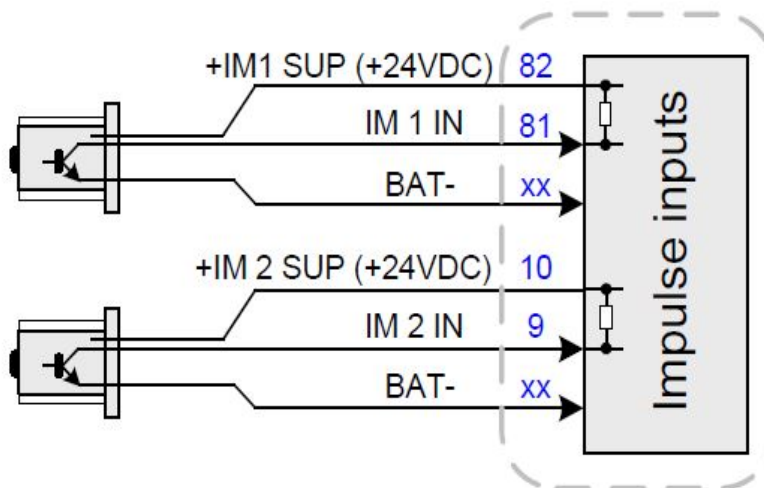 +IM1 SUP (+24VDC) 82
IM 1 IN 81
BAT- xx
+IM 2 SUP (+24VDC) 10
IM 2 IN 9
BAT- xx
Impulse inputs